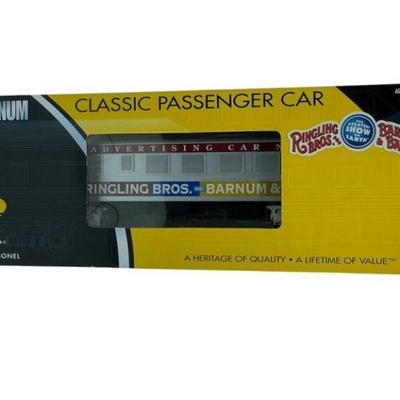 NUM
CLASSIC PASSENGER CAR
RINGLING
BROS.
THE GREATEST
SHOW
ON EARTH
BAR
& BA
ADVERTISING CAR N
RINGLING BROS. AND BARNUM &
ONEL
A HERITAGE OF QUALITY • A LIFETIME OF VALUE™